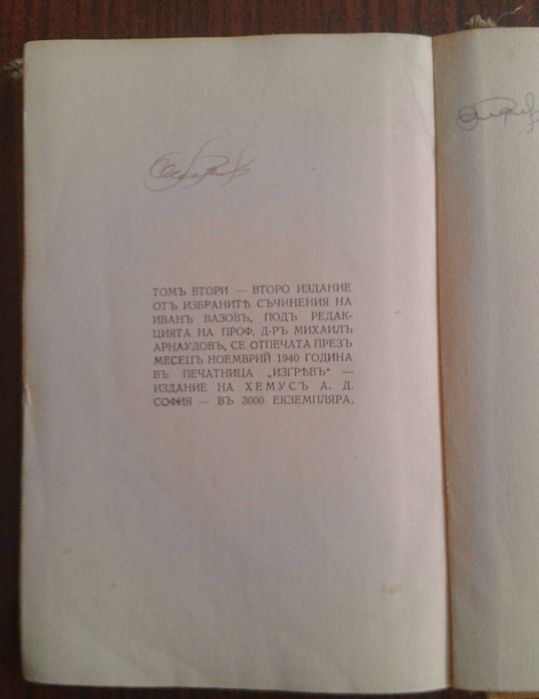 ТОМЪ ВТОРИ — ВТОРО ИЗДАНИЕ
ОТЪ ИЗБРАНИТѢ СЪЧИНЕНИЯ НА
ИВАНЪ ВАЗОВЪ, ПОДЪ РЕДАК-
ЦИЯТА НА ПРОФ. Д-РЪ МИХАИЛЪ
АРНАУДОВЪ, СЕ ОТПЕЧАТА ПРЕЗЪ
МЕСЕЦЪ НОЕМВРИЙ 1940 ГОДИНА
ВЪ ПЕЧАТНИЦА „ИЗГРѢВЪ“ —
ИЗДАНИЕ НА ХЕМУСЪ А. Д.
СОФИЯ — ВЪ 3000 ЕКЗЕМПЛЯРА.